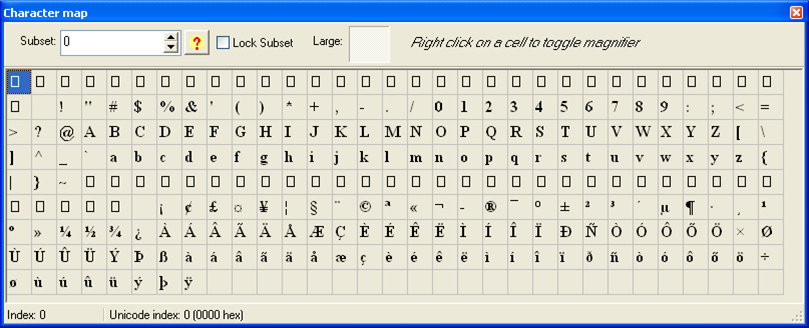 Character map
Subset: 0 ? Lock Subset Large: Right click on a cell to toggle magnifier
! " # $ % & ' ( ) * + , - . / 0 1 2 3 4 5 6 7 8 9 : ; < =
> ? @ A B C D E F G H I J K L M N O P Q R S T U V W X Y Z [ \
] ^ _ ` a b c d e f g h i j k l m n o p q r s t u v w x y z {
| } ~
¡ ¢ £ ¤ ¥ ¦ § ¨ © ª « ¬ - ® ¯ ° ± ² ³ ´ µ ¶ · ¸ ¹
º » ¼ ½ ¾ ¿ À Á Â Ã Ä Å Æ Ç È É Ê Ë Ì Í Î Ï Ð Ñ Ò Ó Ô Õ Ö × Ø
Ù Ú Û Ü Ý Þ ß à á â ã ä å æ ç è é ê ë ì í î ï ð ñ ò ó ô õ ö ÷
ø ù ú û ü ý þ ÿ
Index: 0 Unicode index: 0 (0000 hex)